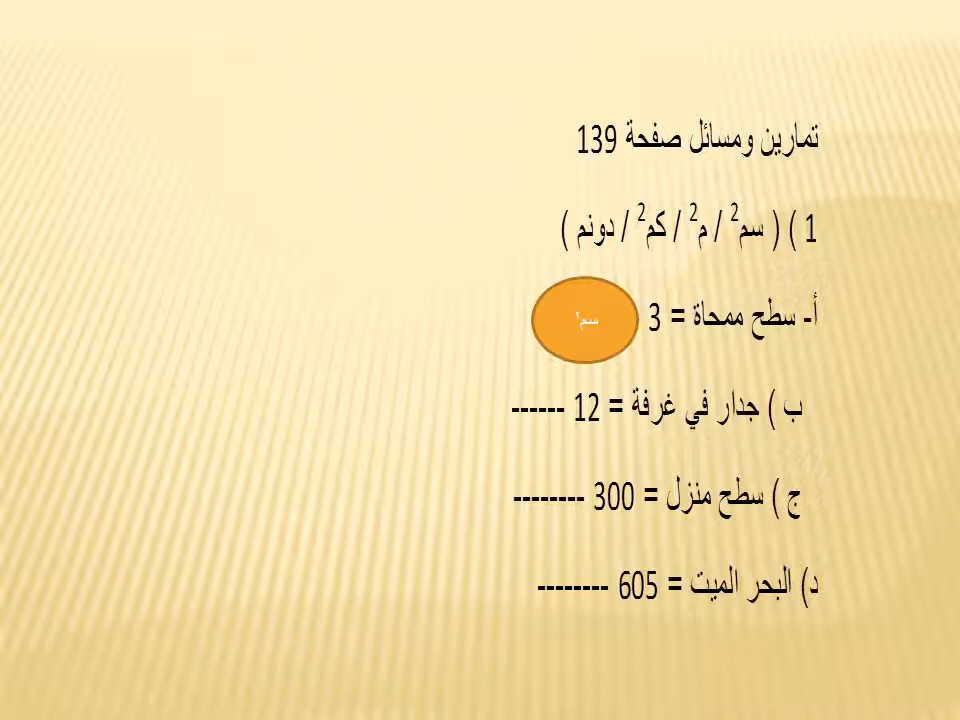 تمارين ومسائل صفحة 139
1 ) ( سم2 / م2 / كم2 / دونم )
أ- سطح ممحاة = 3 سم٢
ب ) جدار في غرفة = 12 ------
ج ) سطح منزل = 300 --------
د) البحر الميت = 605 --------